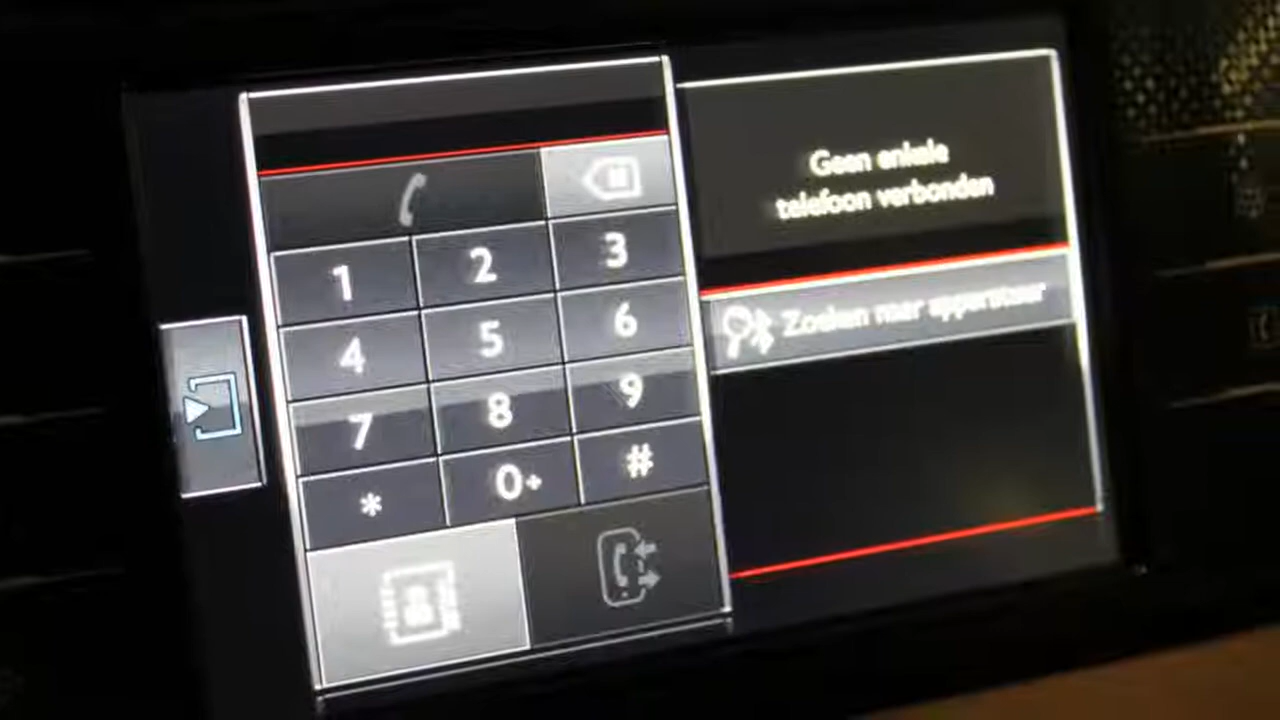 1 2 3
4 5 6
7 8 9
* 0+ #
Geen enkele
telefoon verbonden
Zoeken naar apparatuur